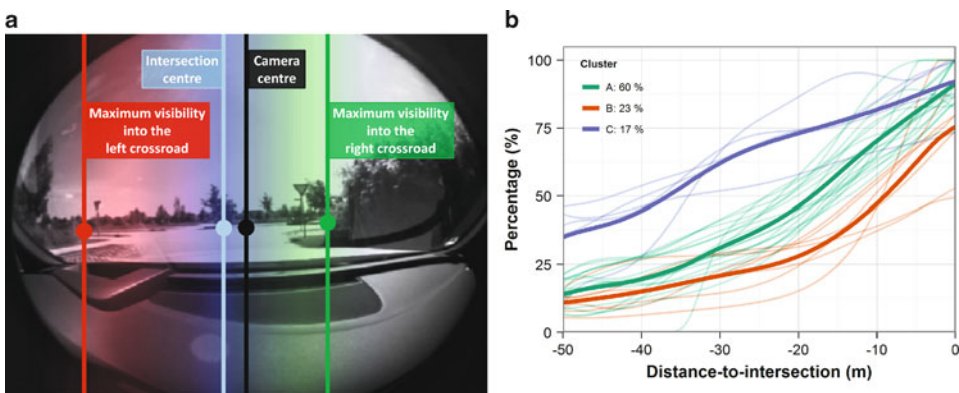 a
Intersection
centre
Camera
centre
Maximum visibility
into the
left crossroad
Maximum visibility
into the
right crossroad
b
Percentage (%)
100
75
50
25
0
Cluster
A: 60 %
B: 23 %
C: 17 %
-50
-40
-30
-20
-10
0
Distance-to-intersection (m)